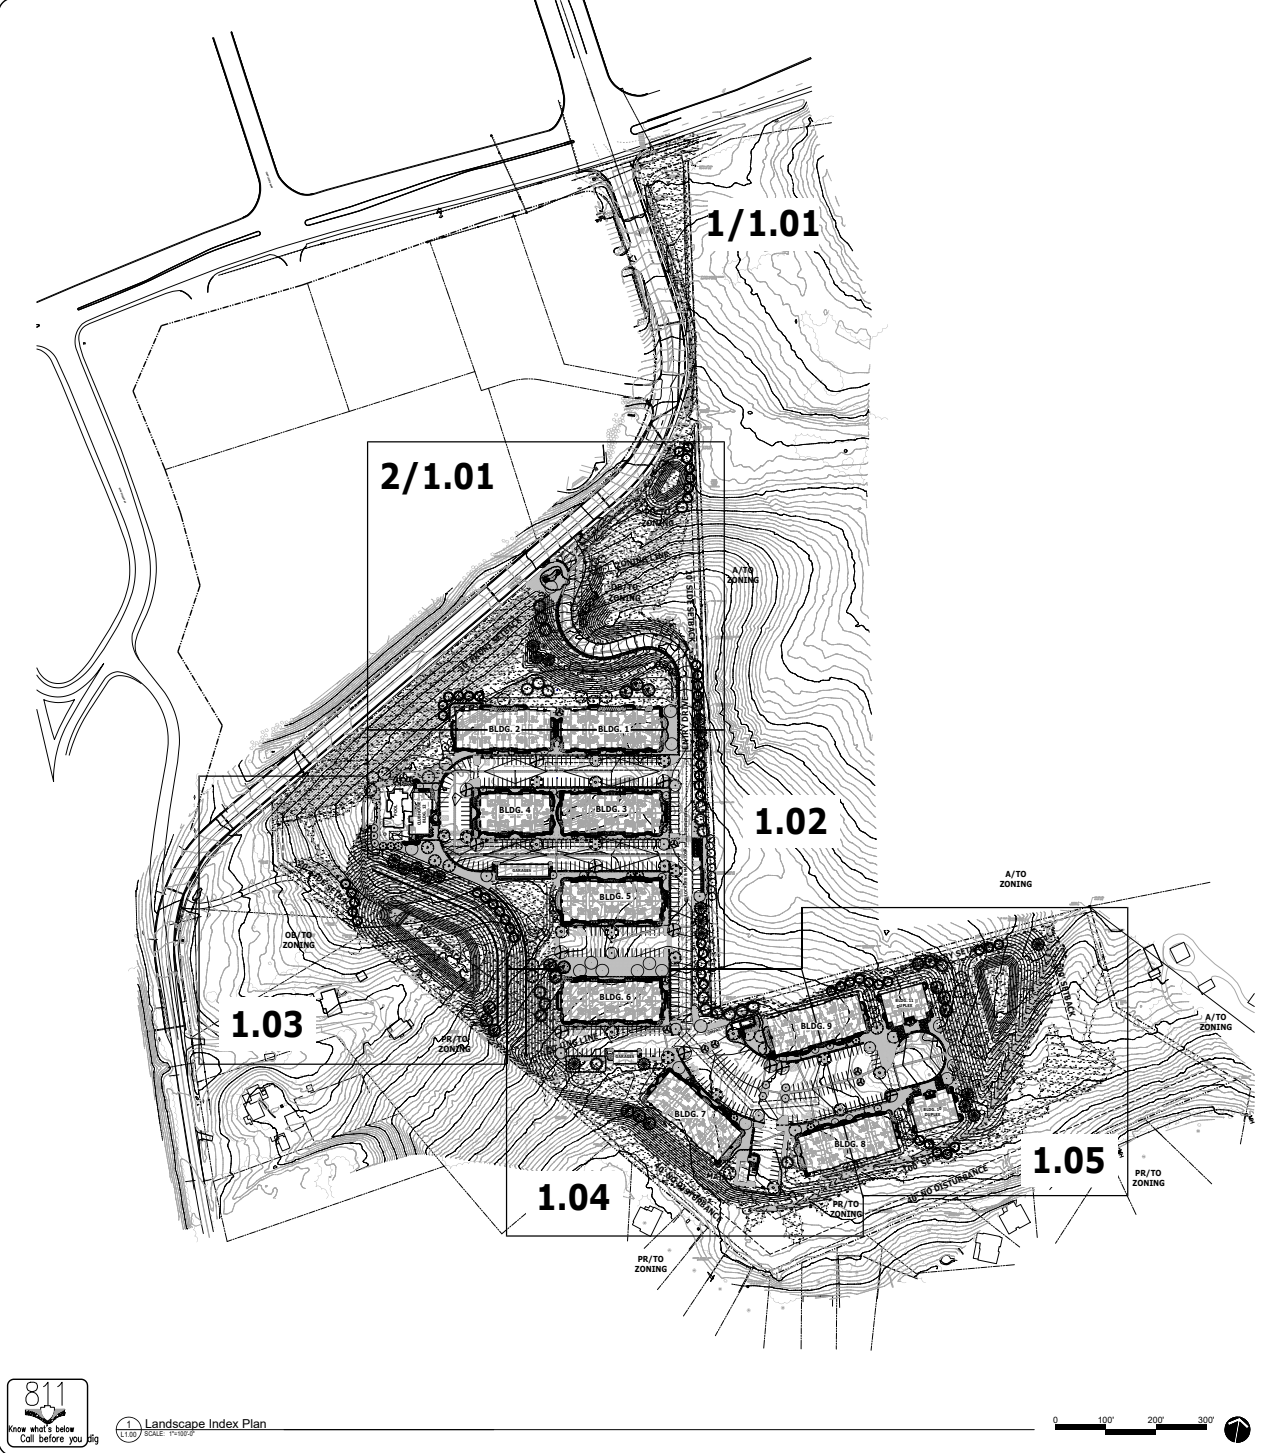 1/1.01
2/1.01
ZONING
A/TO
ZONING
ZONING
BLDG. 2
BLDG. 1
BLDG. 4
BLDG. 3
1.02
GARAGES
BLDG. 5
A/TO
ZONING
OB/TO
ZONING
BLDG. 6
1.03
BLDG. 9
A/TO
ZONING
PR/TO
ZONING
BLDG. 7
BLDG. 8
1.05
PR/TO
ZONING
40' NO DISTURBANCE
1.04
PR/TO
ZONING
PR/TO
ZONING
811
Know what's below
Call before you dig
1
L1.00
Landscape Index Plan
SCALE: 1"=100'-0"
0 100' 200' 300'